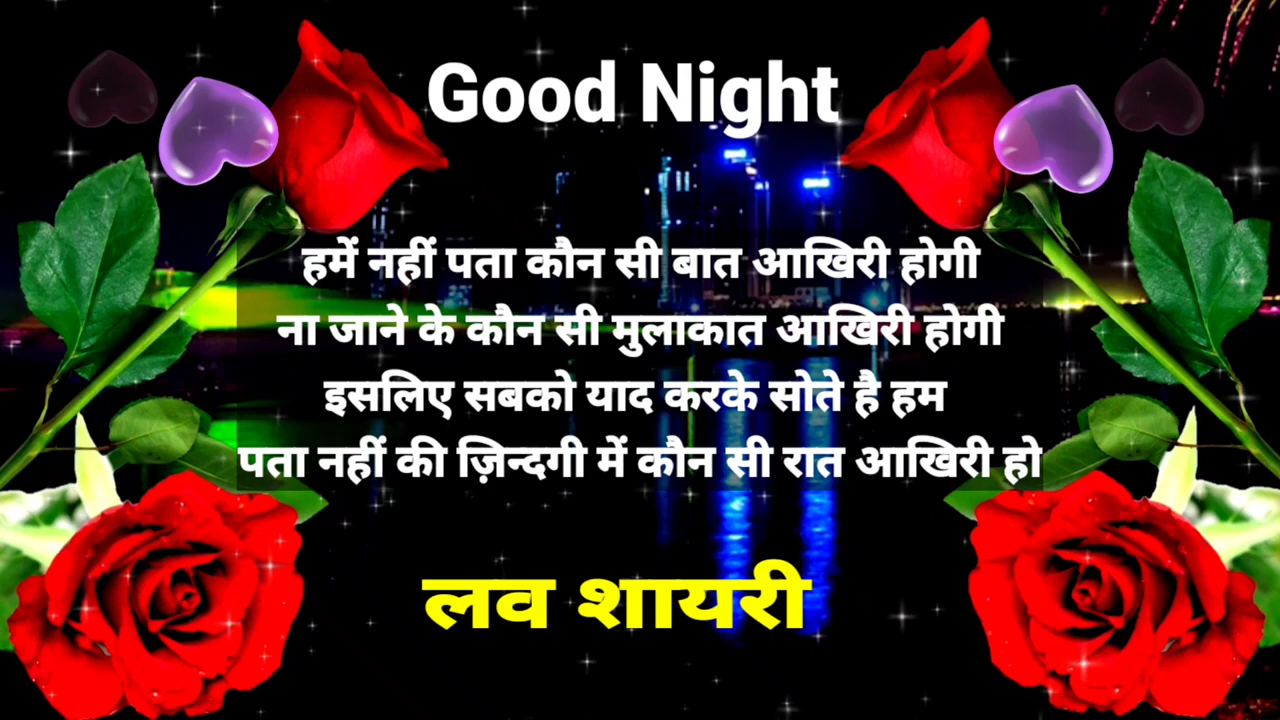 Good Night
हमें नहीं पता कौन सी बात आखिरी होगी
ना जाने के कौन सी मुलाकात आखिरी होगी
इसलिए सबको याद करके सोते है हम
पता नहीं की ज़िन्दगी में कौन सी रात आखिरी हो
लव शायरी